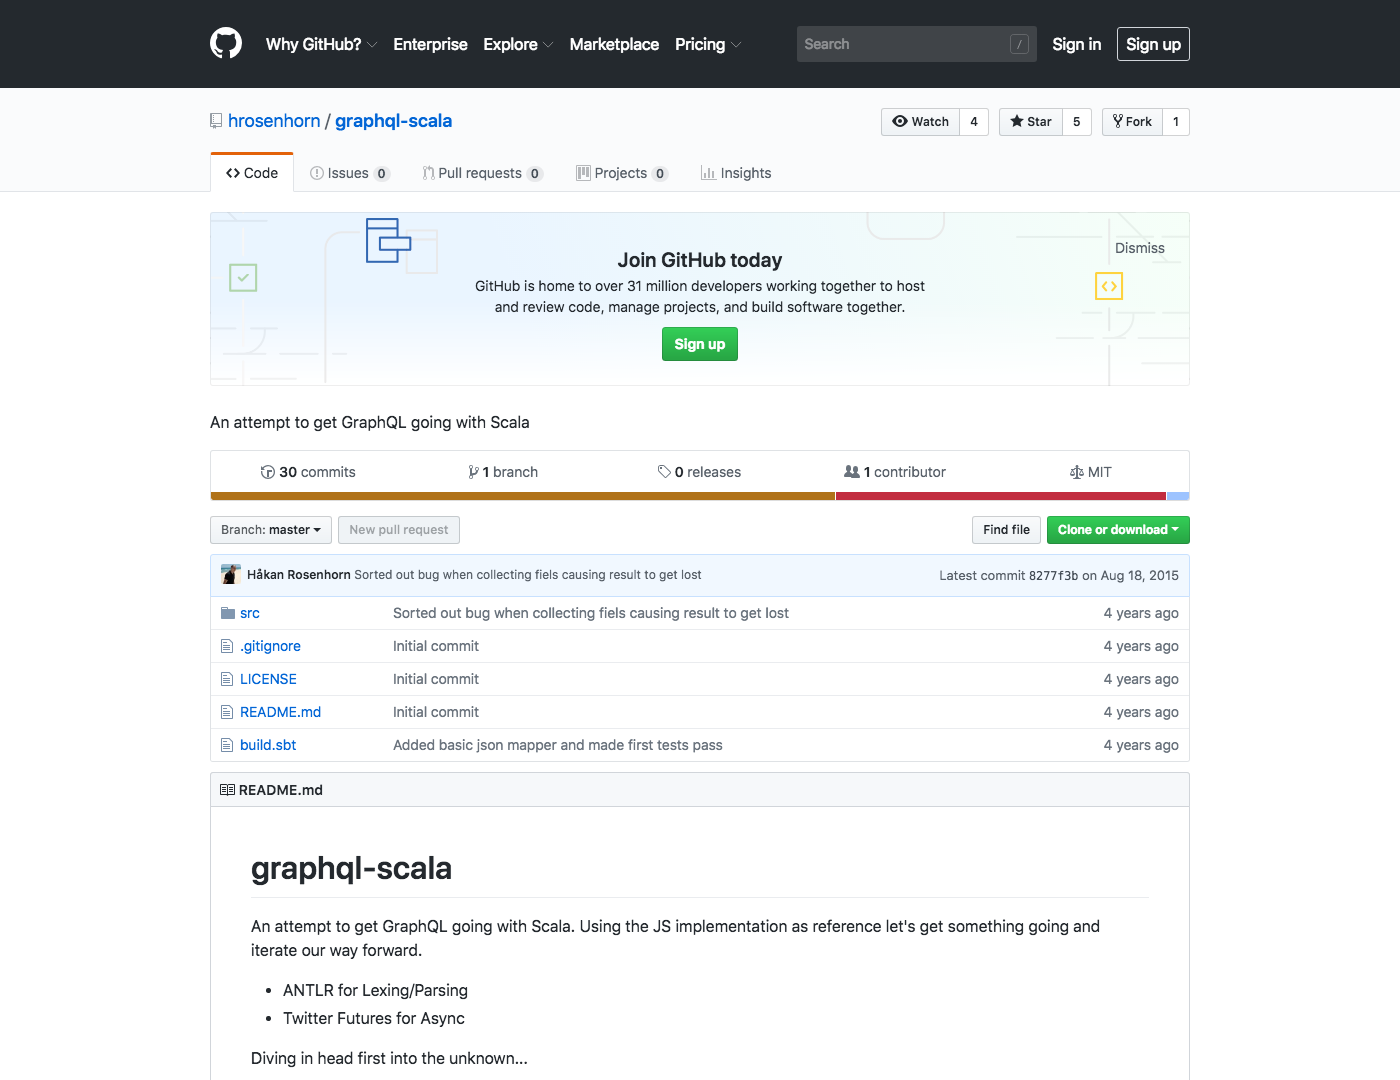 Why GitHub? Enterprise Explore Marketplace Pricing Search / Sign in Sign up
hrosenhorn / graphql-scala Watch 4 Star 5 Fork 1
Code Issues 0 Pull requests 0 Projects 0 Insights
Dismiss
Join GitHub today
GitHub is home to over 31 million developers working together to host
and review code, manage projects, and build software together.
Sign up
An attempt to get GraphQL going with Scala
30 commits 1 branch 0 releases 1 contributor MIT
Branch: master New pull request Find file Clone or download
Håkan Rosenhorn Sorted out bug when collecting fiels causing result to get lost Latest commit 8277f3b on Aug 18, 2015
src Sorted out bug when collecting fiels causing result to get lost 4 years ago
.gitignore Initial commit 4 years ago
LICENSE Initial commit 4 years ago
README.md Initial commit 4 years ago
build.sbt Added basic json mapper and made first tests pass 4 years ago
README.md
graphql-scala
An attempt to get GraphQL going with Scala. Using the JS implementation as reference let's get something going and
iterate our way forward.
• ANTLR for Lexing/Parsing
• Twitter Futures for Async
Diving in head first into the unknown...